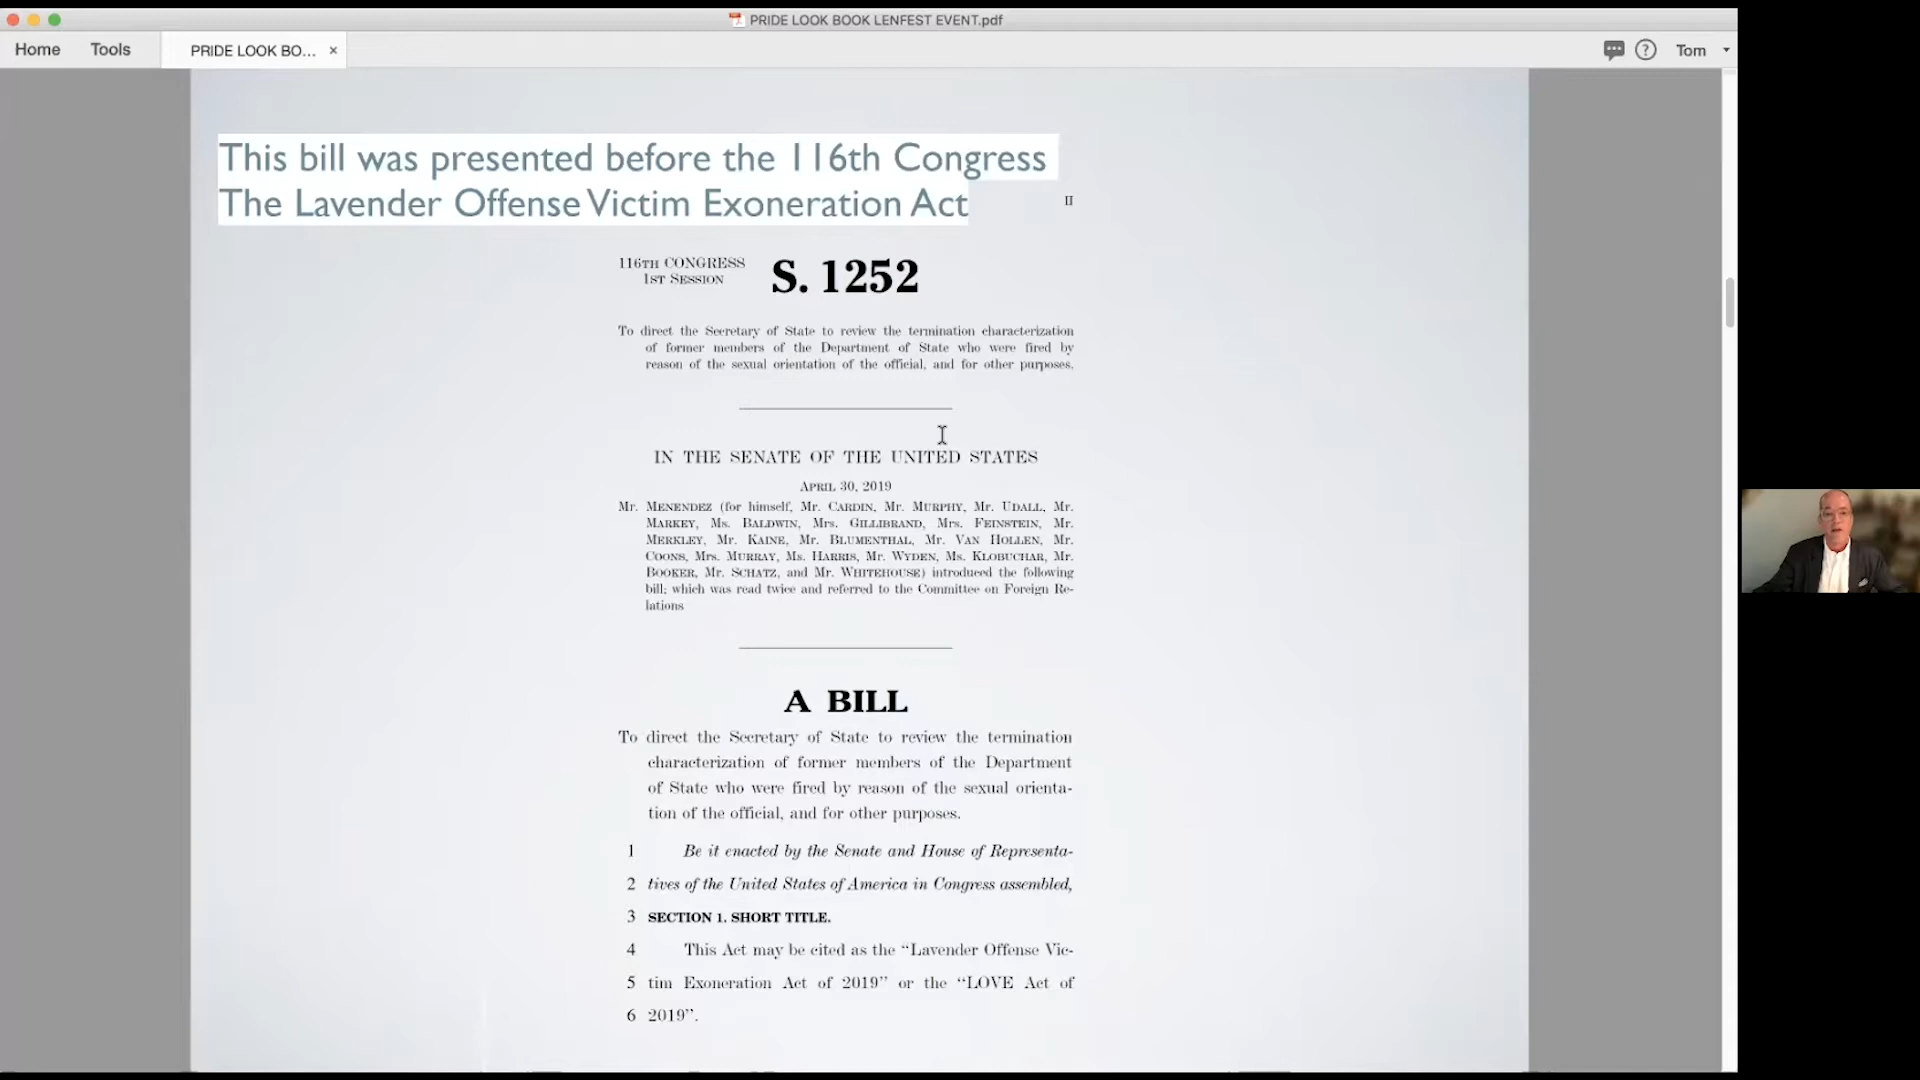 PRIDE LOOK BOOK LENFEST EVENT.pdf
Home Tools PRIDE LOOK BO... × ? Tom
This bill was presented before the 116th Congress
The Lavender Offense Victim Exoneration Act
II
116TH CONGRESS
1ST SESSION
S. 1252
To direct the Secretary of State to review the termination characterization
of former members of the Department of State who were fired by
reason of the sexual orientation of the official, and for other purposes.
IN THE SENATE OF THE UNITED STATES
APRIL 30, 2019
Mr. MENENDEZ (for himself, Mr. CARDIN, Mr. MURPHY, Mr. UDALL, Mr.
MARKEY, Ms. BALDWIN, Mrs. GILLIBRAND, Mrs. FEINSTEIN, Mr.
MERKLEY, Mr. KAINE, Mr. BLUMENTHAL, Mr. VAN HOLLEN, Mr.
COONS, Mrs. MURRAY, Ms. HARRIS, Mr. WYDEN, Ms. KLOBUCHAR, Mr.
BOOKER, Mr. SCHATZ, and Mr. WHITEHOUSE) introduced the following
bill; which was read twice and referred to the Committee on Foreign Re-
lations
A BILL
To direct the Secretary of State to review the termination
characterization of former members of the Department
of State who were fired by reason of the sexual orienta-
tion of the official, and for other purposes.
1 Be it enacted by the Senate and House of Representa-
2 tives of the United States of America in Congress assembled,
3 SECTION 1. SHORT TITLE.
4 This Act may be cited as the “Lavender Offense Vic-
5 tim Exoneration Act of 2019” or the “LOVE Act of
6 2019”.